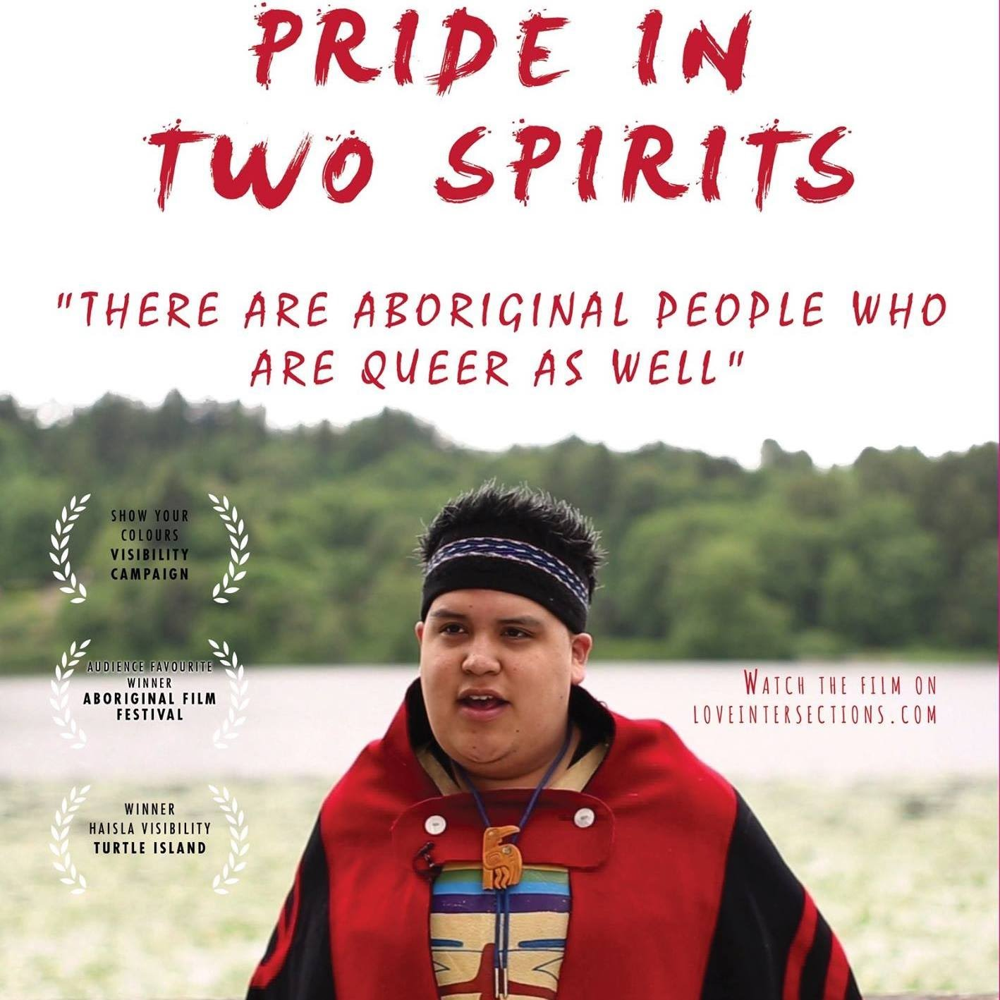 PRIDE IN
TWO SPIRITS
"THERE ARE ABORIGINAL PEOPLE WHO
ARE QUEER AS WELL"
SHOW YOUR
COLOURS
VISIBILITY
CAMPAIGN
AUDIENCE FAVOURITE
WINNER
ABORIGINAL FILM
FESTIVAL
WINNER
HAISLA VISIBILITY
TURTLE ISLAND
WATCH THE FILM ON
LOVEINTERSECTIONS.COM